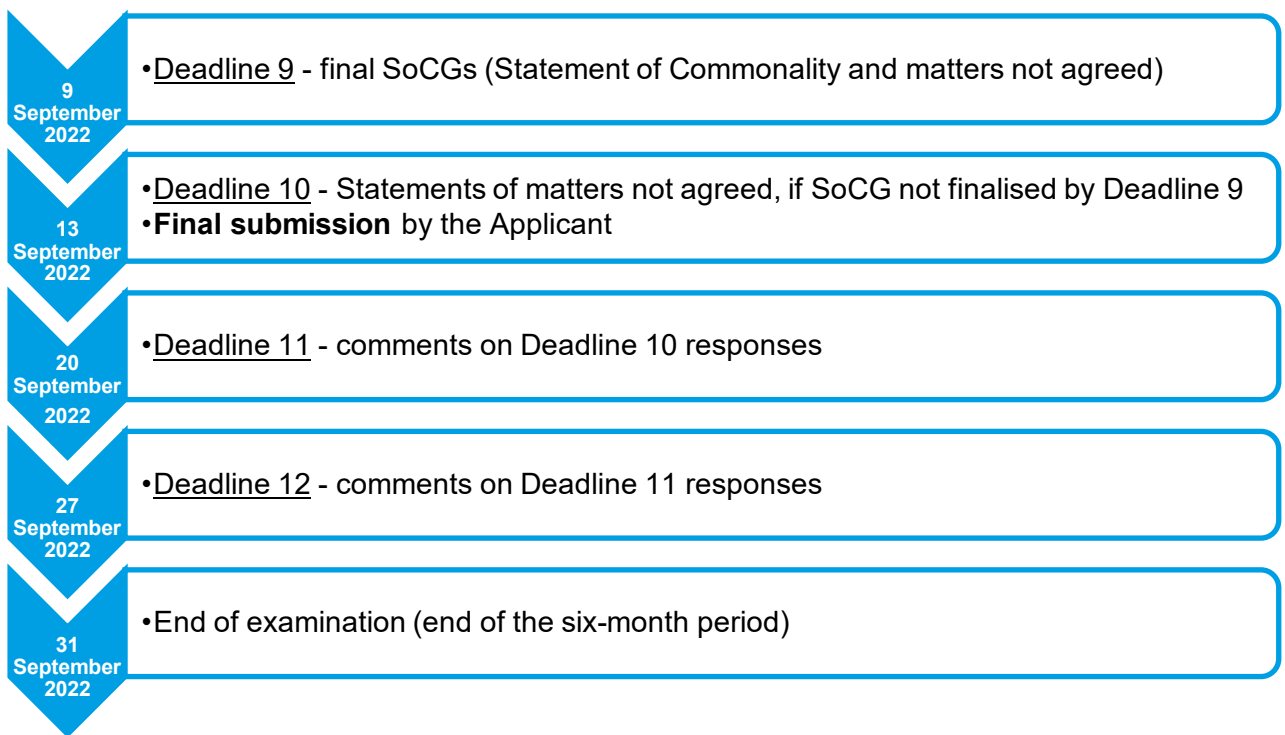 9
September
2022
•Deadline 9 - final SoCGs (Statement of Commonality and matters not agreed)
13
September
2022
•Deadline 10 - Statements of matters not agreed, if SoCG not finalised by Deadline 9
•Final submission by the Applicant
20
September
2022
•Deadline 11 - comments on Deadline 10 responses
27
September
2022
•Deadline 12 - comments on Deadline 11 responses
31
September
2022
•End of examination (end of the six-month period)